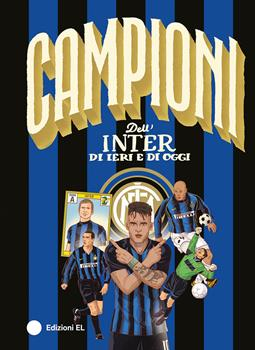 CAMPIONI
Dell'
INTER
DI IERI E DI OGGI
A
Edizioni EL